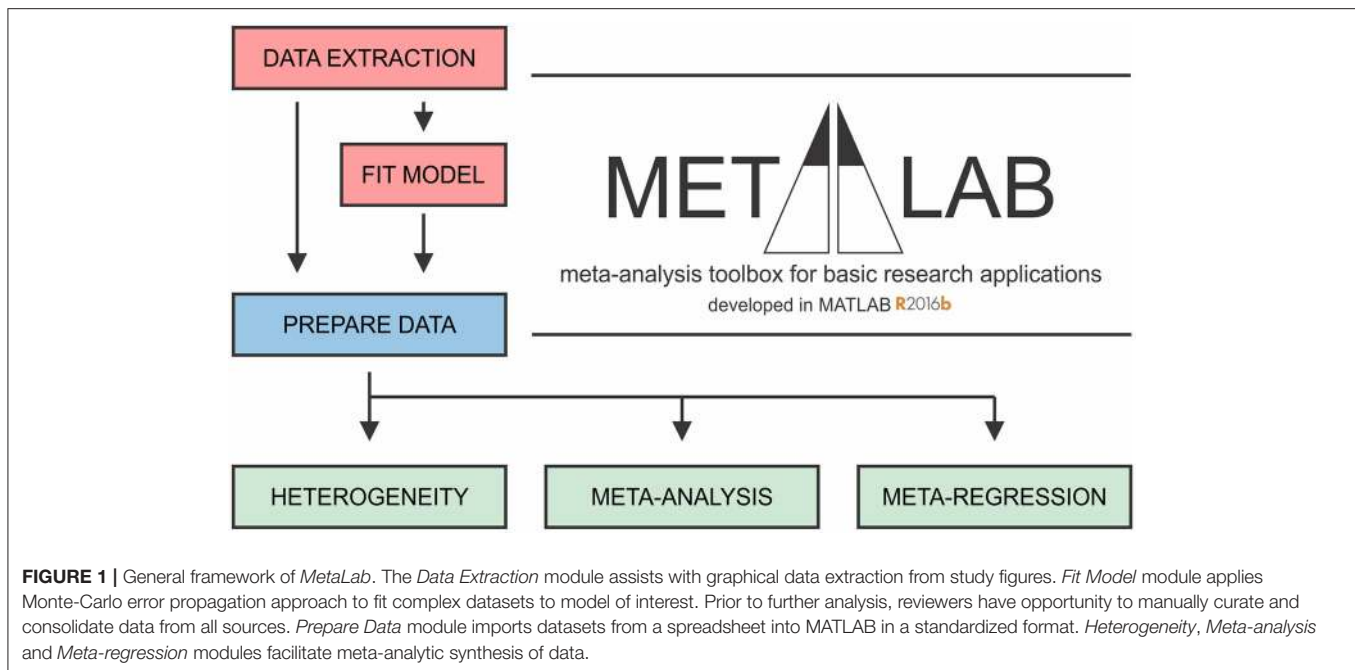 DATA EXTRACTION
FIT MODEL
MET LAB
meta-analysis toolbox for basic research applications
developed in MATLAB R2016b
PREPARE DATA
HETEROGENEITY
META-ANALYSIS
META-REGRESSION
FIGURE 1 | General framework of MetaLab. The Data Extraction module assists with graphical data extraction from study figures. Fit Model module applies
Monte-Carlo error propagation approach to fit complex datasets to model of interest. Prior to further analysis, reviewers have opportunity to manually curate and
consolidate data from all sources. Prepare Data module imports datasets from a spreadsheet into MATLAB in a standardized format. Heterogeneity, Meta-analysis
and Meta-regression modules facilitate meta-analytic synthesis of data.